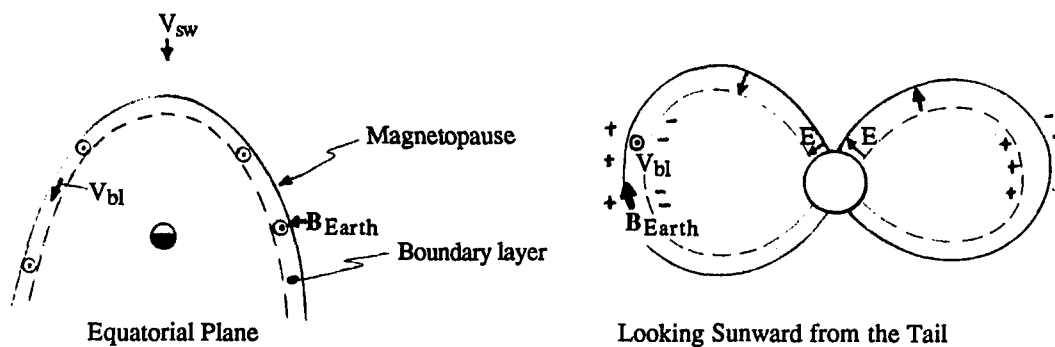 V_sw
Magnetopause
V_bl
B_Earth
Boundary layer
Equatorial Plane
+ − E E −
+ − V_bl + +
+ − + −
+ − B_Earth + −
Looking Sunward from the Tail